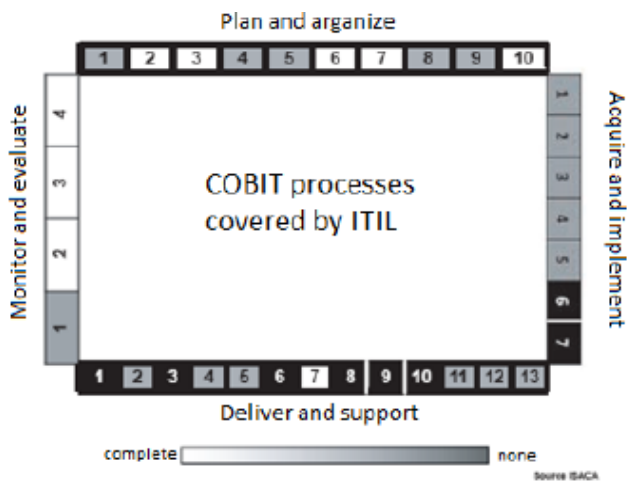 Plan and arganize
1 2 3 4 5 6 7 8 9 10
Monitor and evaluate
4
3
2
1
COBIT processes
covered by ITIL
Acquire and implement
1
2
3
4
5
6
7
1 2 3 4 5 6 7 8 9 10 11 12 13
Deliver and support
complete none
Source ISACA